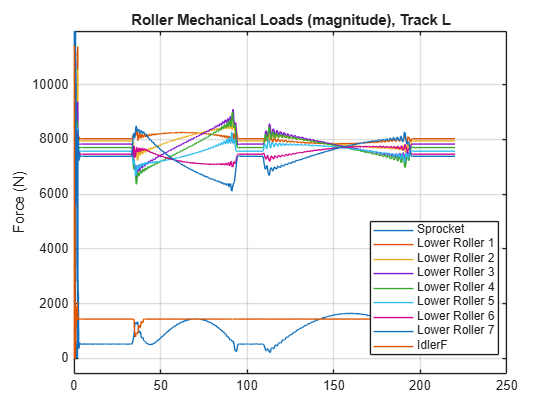 Roller Mechanical Loads (magnitude), Track L
Force (N)
10000
8000
6000
4000
2000
0
0 50 100 150 200 250
Sprocket
Lower Roller 1
Lower Roller 2
Lower Roller 3
Lower Roller 4
Lower Roller 5
Lower Roller 6
Lower Roller 7
IdlerF